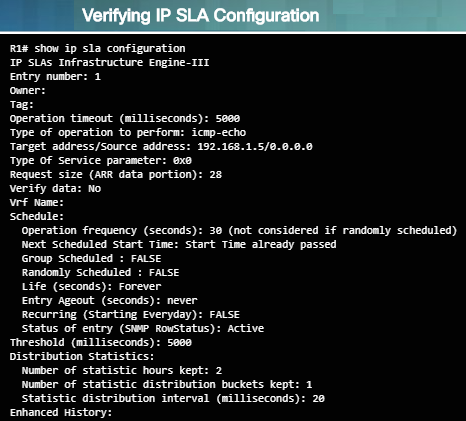 Verifying IP SLA Configuration
R1# show ip sla configuration
IP SLAs Infrastructure Engine-III
Entry number: 1
Owner:
Tag:
Operation timeout (milliseconds): 5000
Type of operation to perform: icmp-echo
Target address/Source address: 192.168.1.5/0.0.0.0
Type Of Service parameter: 0x0
Request size (ARR data portion): 28
Verify data: No
Vrf Name:
Schedule:
Operation frequency (seconds): 30 (not considered if randomly scheduled)
Next Scheduled Start Time: Start Time already passed
Group Scheduled : FALSE
Randomly Scheduled : FALSE
Life (seconds): Forever
Entry Ageout (seconds): never
Recurring (Starting Everyday): FALSE
Status of entry (SNMP RowStatus): Active
Threshold (milliseconds): 5000
Distribution Statistics:
Number of statistic hours kept: 2
Number of statistic distribution buckets kept: 1
Statistic distribution interval (milliseconds): 20
Enhanced History: